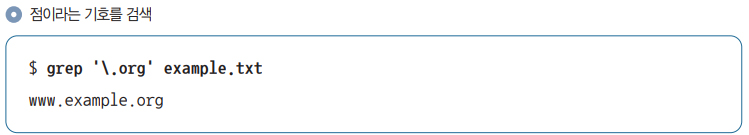 점이라는 기호를 검색
$ grep '\.org' example.txt
www.example.org